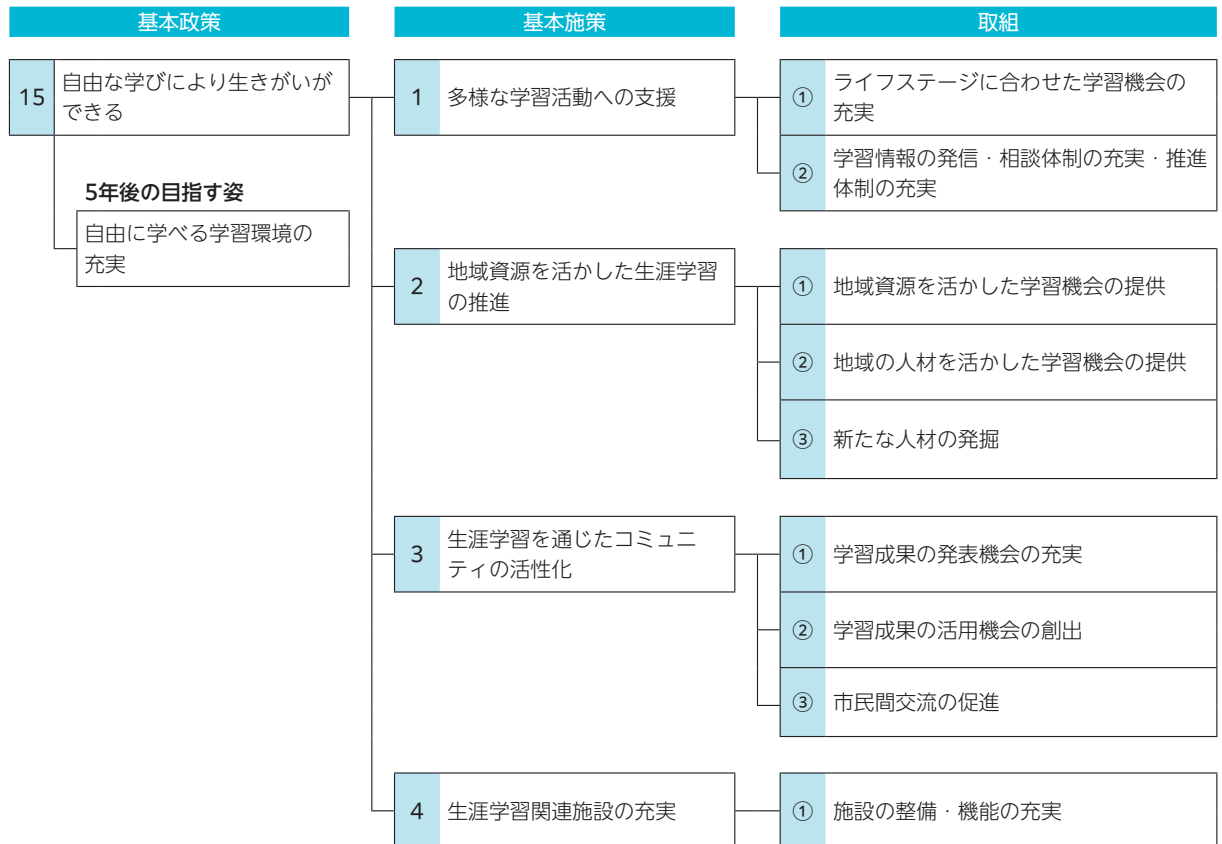 基本政策
基本施策
取組
15
自由な学びにより生きがいが
できる
5年後の目指す姿
自由に学べる学習環境の
充実
1
多様な学習活動への支援
①
ライフステージに合わせた学習機会の
充実
②
学習情報の発信・相談体制の充実・推進
体制の充実
2
地域資源を活かした生涯学習
の推進
①
地域資源を活かした学習機会の提供
②
地域の人材を活かした学習機会の提供
③
新たな人材の発掘
3
生涯学習を通じたコミュニ
ティの活性化
①
学習成果の発表機会の充実
②
学習成果の活用機会の創出
③
市民間交流の促進
4
生涯学習関連施設の充実
①
施設の整備・機能の充実